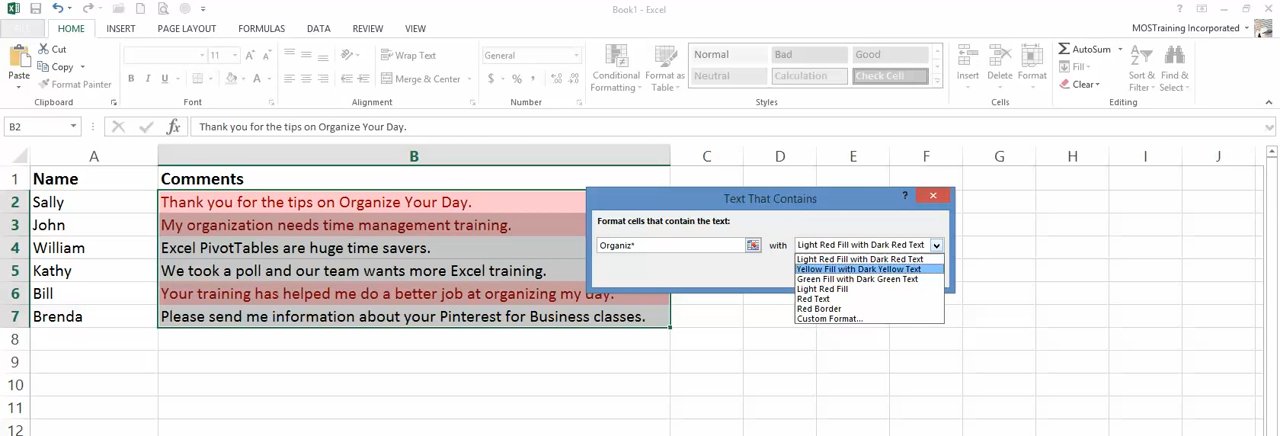 Book1 - Excel
FILE HOME INSERT PAGE LAYOUT FORMULAS DATA REVIEW VIEW MOSTraining Incorporated
Paste
Cut
Copy
Format Painter
Clipboard
11 A A
B I U A
Font
Wrap Text
Merge & Center
Alignment
General
$ % ,
Number
Conditional Formatting
Format as Table
Normal Bad Good
Neutral Calculation Check Cell
Styles
Insert Delete Format
Cells
AutoSum
Fill
Clear
Sort & Filter
Find & Select
Editing
B2 fx Thank you for the tips on Organize Your Day.
A B C D E F G H I J
1 Name Comments
2 Sally Thank you for the tips on Organize Your Day.
3 John My organization needs time management training.
4 William Excel PivotTables are huge time savers.
5 Kathy We took a poll and our team wants more Excel training.
6 Bill Your training has helped me do a better job at organizing my day.
7 Brenda Please send me information about your Pinterest for Business classes.
8
9
10
11
12
Text That Contains ?
Format cells that contain the text:
Organiz* with Light Red Fill with Dark Red Text
Light Red Fill with Dark Red Text
Yellow Fill with Dark Yellow Text
Green Fill with Dark Green Text
Light Red Fill
Red Text
Red Border
Custom Format...